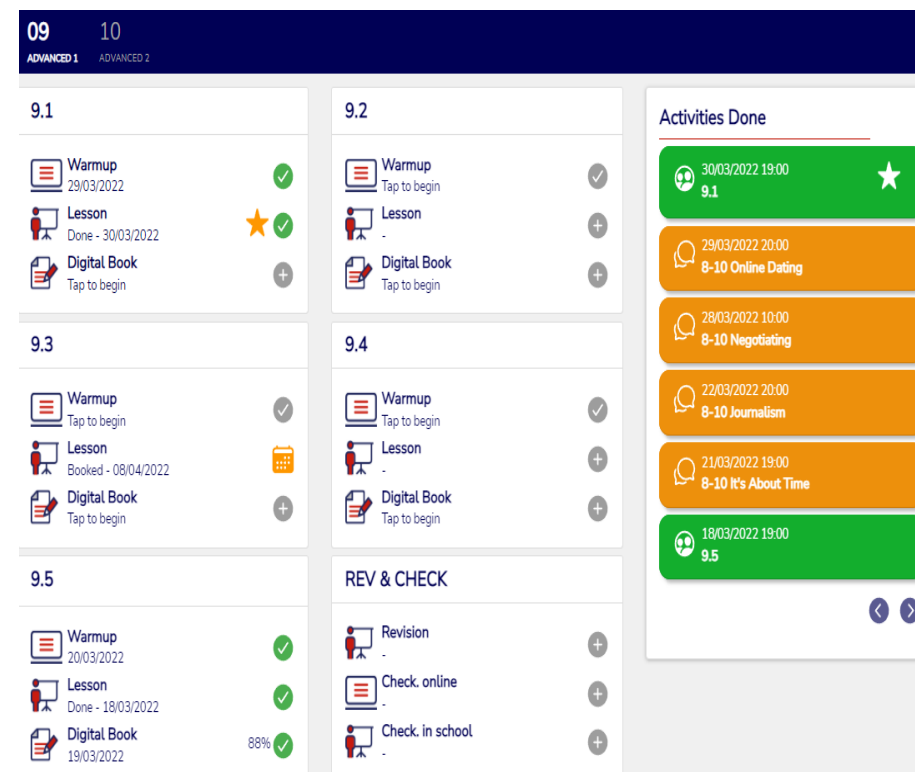 09 10
ADVANCED 1 ADVANCED 2
9.1
Warmup
29/03/2022
Lesson
Done - 30/03/2022
Digital Book
Tap to begin
9.2
Warmup
Tap to begin
Lesson
-
Digital Book
Tap to begin
9.3
Warmup
Tap to begin
Lesson
Booked - 08/04/2022
Digital Book
Tap to begin
9.4
Warmup
Tap to begin
Lesson
-
Digital Book
Tap to begin
9.5
Warmup
20/03/2022
Lesson
Done - 18/03/2022
Digital Book
19/03/2022
88%
REV & CHECK
Revision
-
Check. online
-
Check. in school
-
Activities Done
30/03/2022 19:00
9.1
29/03/2022 20:00
8-10 Online Dating
28/03/2022 10:00
8-10 Negotiating
22/03/2022 20:00
8-10 Journalism
21/03/2022 19:00
8-10 It's About Time
18/03/2022 19:00
9.5